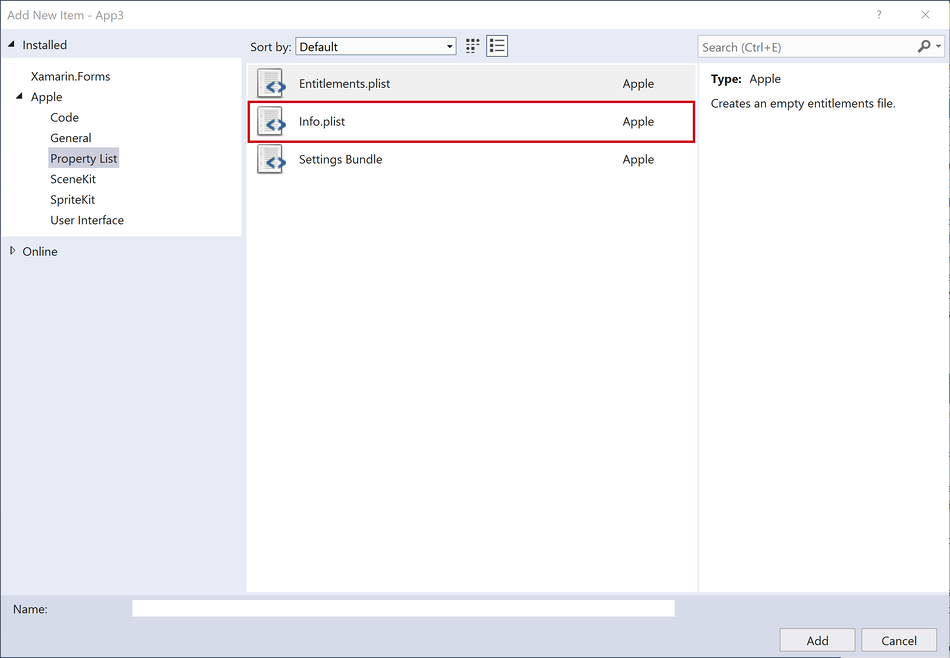 Add New Item - App3
?
Installed
Sort by: Default
Search (Ctrl+E)
Xamarin.Forms
Apple
Code
General
Property List
SceneKit
SpriteKit
User Interface
Online
Entitlements.plist Apple
Info.plist Apple
Settings Bundle Apple
Type: Apple
Creates an empty entitlements file.
Name:
Add Cancel